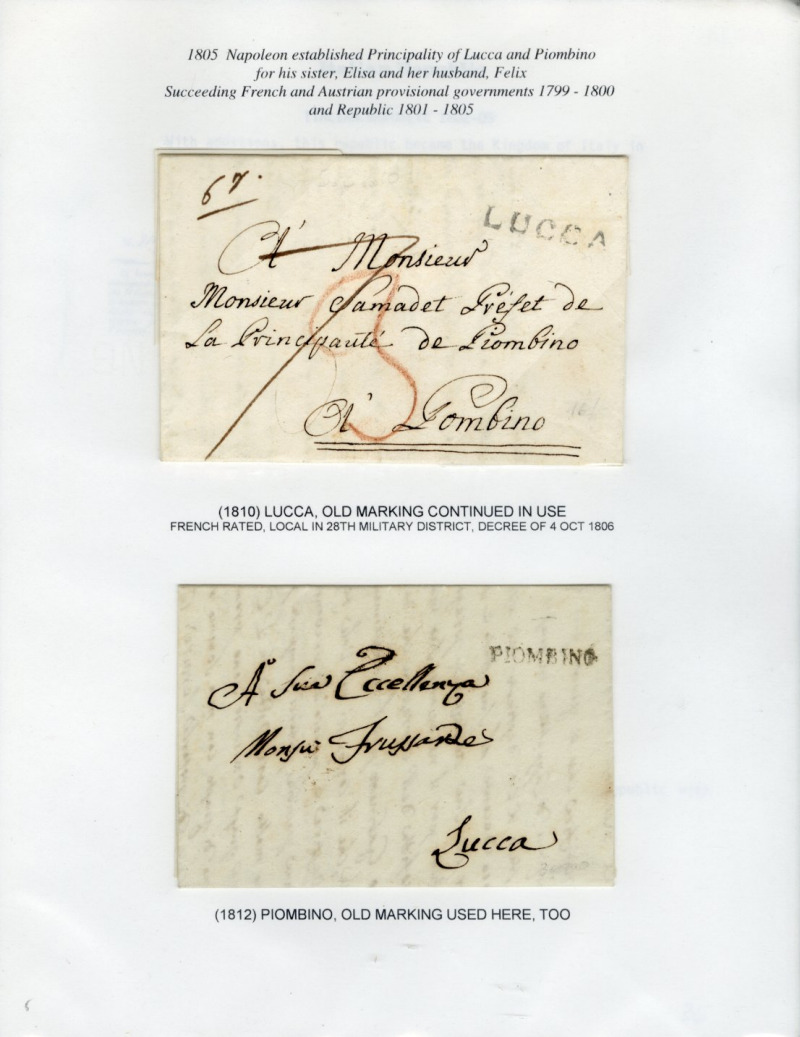 1805 Napoleon established Principality of Lucca and Piombino
for his sister, Elisa and her husband, Felix
Succeeding French and Austrian provisional governments 1799 - 1800
and Republic 1801 - 1805
67.
LUCCA
A Monsieur
Monsieur Samadet Préfet de
La Principauté de Piombino
3
A Piombino
(1810) LUCCA, OLD MARKING CONTINUED IN USE
FRENCH RATED, LOCAL IN 28TH MILITARY DISTRICT, DECREE OF 4 OCT 1806
PIOMBINO
A Sua Eccellenza
Monsie
Lucca
(1812) PIOMBINO, OLD MARKING USED HERE, TOO